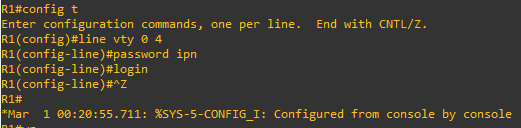 R1#config t
Enter configuration commands, one per line.  End with CNTL/Z.
R1(config)#line vty 0 4
R1(config-line)#password ipn
R1(config-line)#login
R1(config-line)#^Z
R1#
*Mar  1 00:20:55.711: %SYS-5-CONFIG_I: Configured from console by console